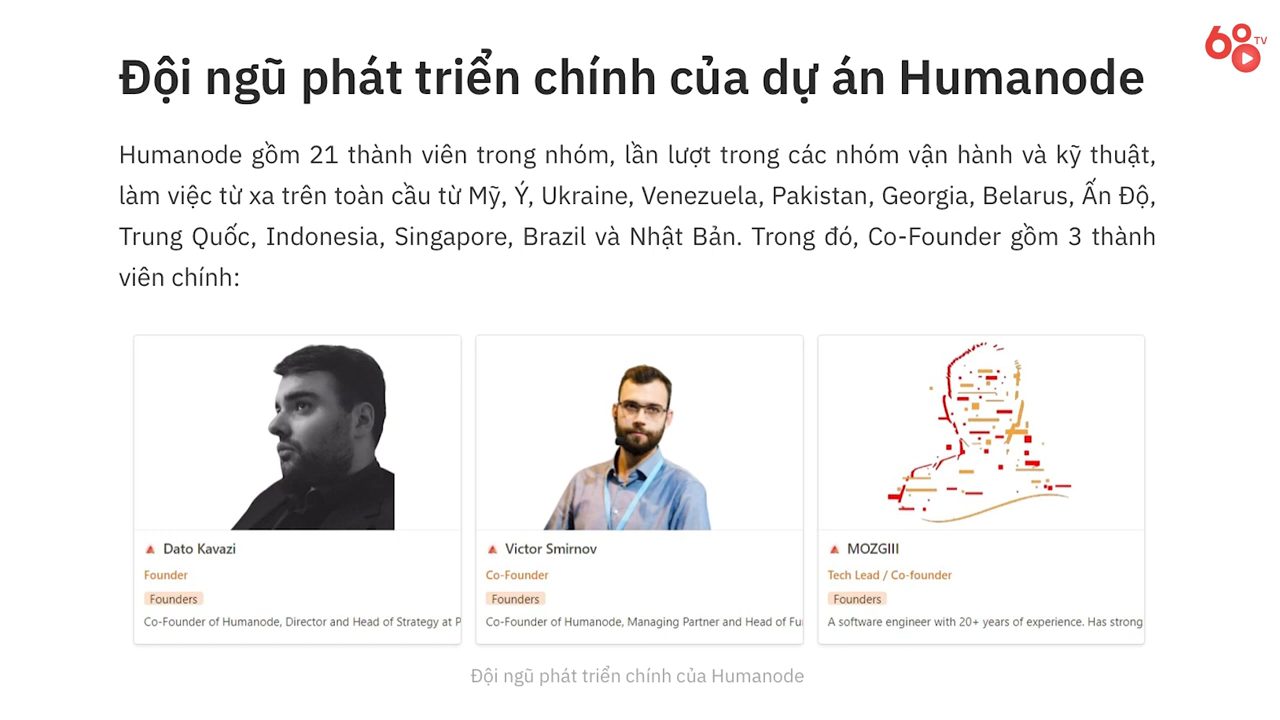 68 TV
Đội ngũ phát triển chính của dự án Humanode
Humanode gồm 21 thành viên trong nhóm, lần lượt trong các nhóm vận hành và kỹ thuật,
làm việc từ xa trên toàn cầu từ Mỹ, Ý, Ukraine, Venezuela, Pakistan, Georgia, Belarus, Ấn Độ,
Trung Quốc, Indonesia, Singapore, Brazil và Nhật Bản. Trong đó, Co-Founder gồm 3 thành
viên chính:
Dato Kavazi
Founder
Founders
Co-Founder of Humanode, Director and Head of Strategy at P
Victor Smirnov
Co-Founder
Founders
Co-Founder of Humanode, Managing Partner and Head of Fu
MOZGIII
Tech Lead / Co-founder
Founders
A software engineer with 20+ years of experience. Has strong
Đội ngũ phát triển chính của Humanode